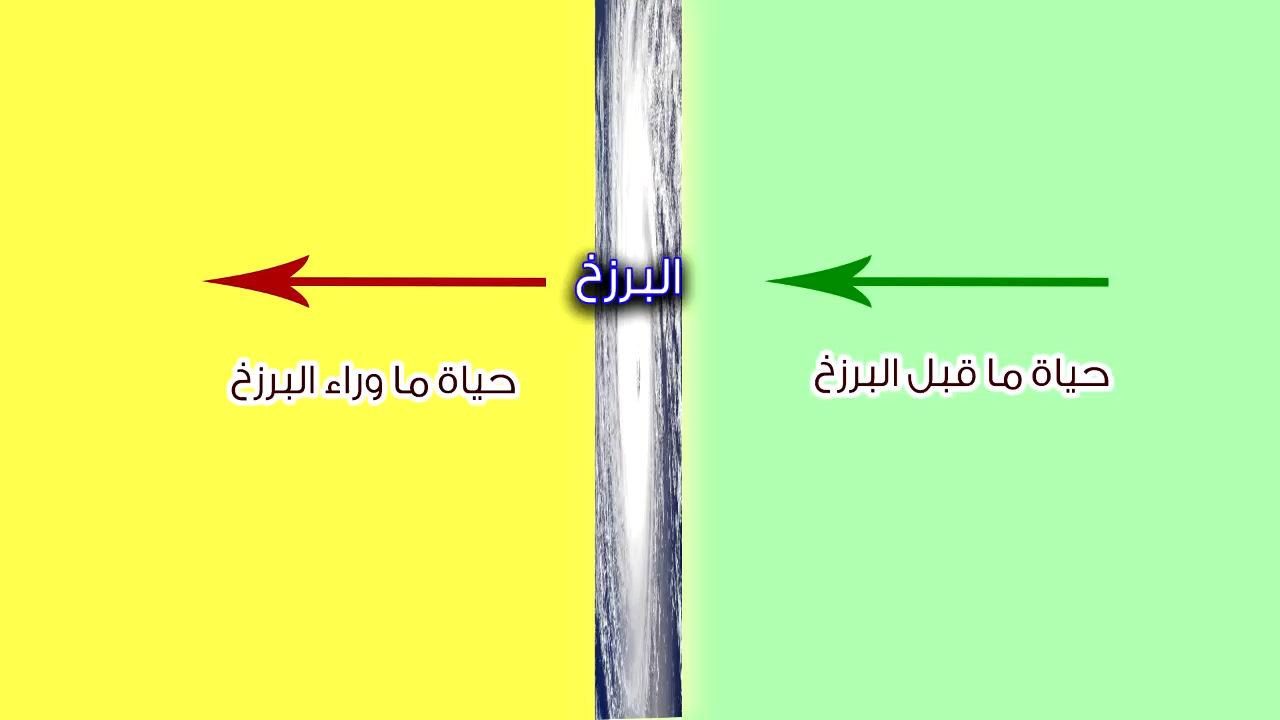 البرزخ
حياة ما قبل البرزخ
حياة ما وراء البرزخ